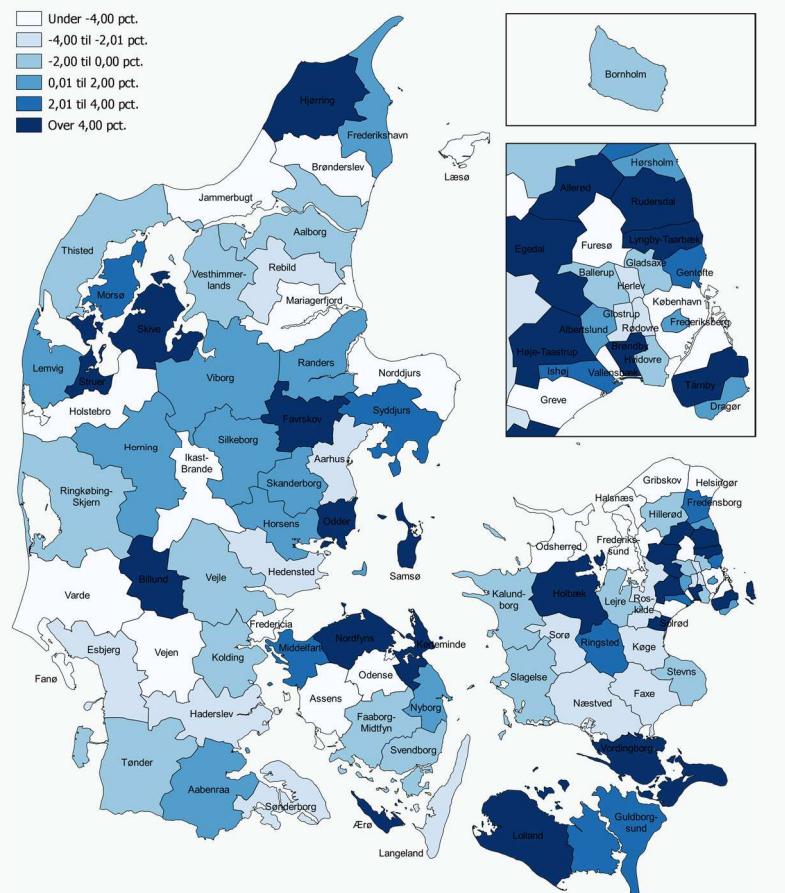 Under -4,00 pct.
-4,00 til -2,01 pct.
-2,00 til 0,00 pct.
0,01 til 2,00 pct.
2,01 til 4,00 pct.
Over 4,00 pct.
Hjørring
Frederikshavn
Brønderslev
Læsø
Jammerbugt
Aalborg
Thisted
Vesthimmer-
lands
Rebild
Morsø
Mariagerfjord
Skive
Lemvig
Struer
Viborg
Randers
Norddjurs
Holstebro
Favrskov
Syddjurs
Herning
Ikast-
Brande
Silkeborg
Aarhus
Skanderborg
Ringkøbing-
Skjern
Horsens
Odder
Samsø
Hedensted
Billund
Vejle
Varde
Fredericia
Esbjerg
Vejen
Kolding
Middelfart
Nordfyns
Kerteminde
Fanø
Odense
Assens
Haderslev
Nyborg
Faaborg-
Midtfyn
Svendborg
Tønder
Aabenraa
Sønderborg
Ærø
Langeland
Bornholm
Hørsholm
Allerød
Rudersdal
Egedal
Furesø
Lyngby-Taarbæk
Gladsaxe
Ballerup
Gentofte
Herlev
København
Glostrup
Rødovre
Frederiksberg
Albertslund
Høje-Taastrup
Brøndby
Hvidovre
Ishøj
Vallensbæk
Greve
Tårnby
Dragør
Gribskov
Helsingør
Halsnæs
Fredensborg
Hillerød
Odsherred
Frederiks-
sund
Kalund-
borg
Holbæk
Lejre
Ros-
kilde
Solrød
Sorø
Ringsted
Køge
Slagelse
Stevns
Næstved
Faxe
Vordingborg
Guldborg-
sund
Lolland